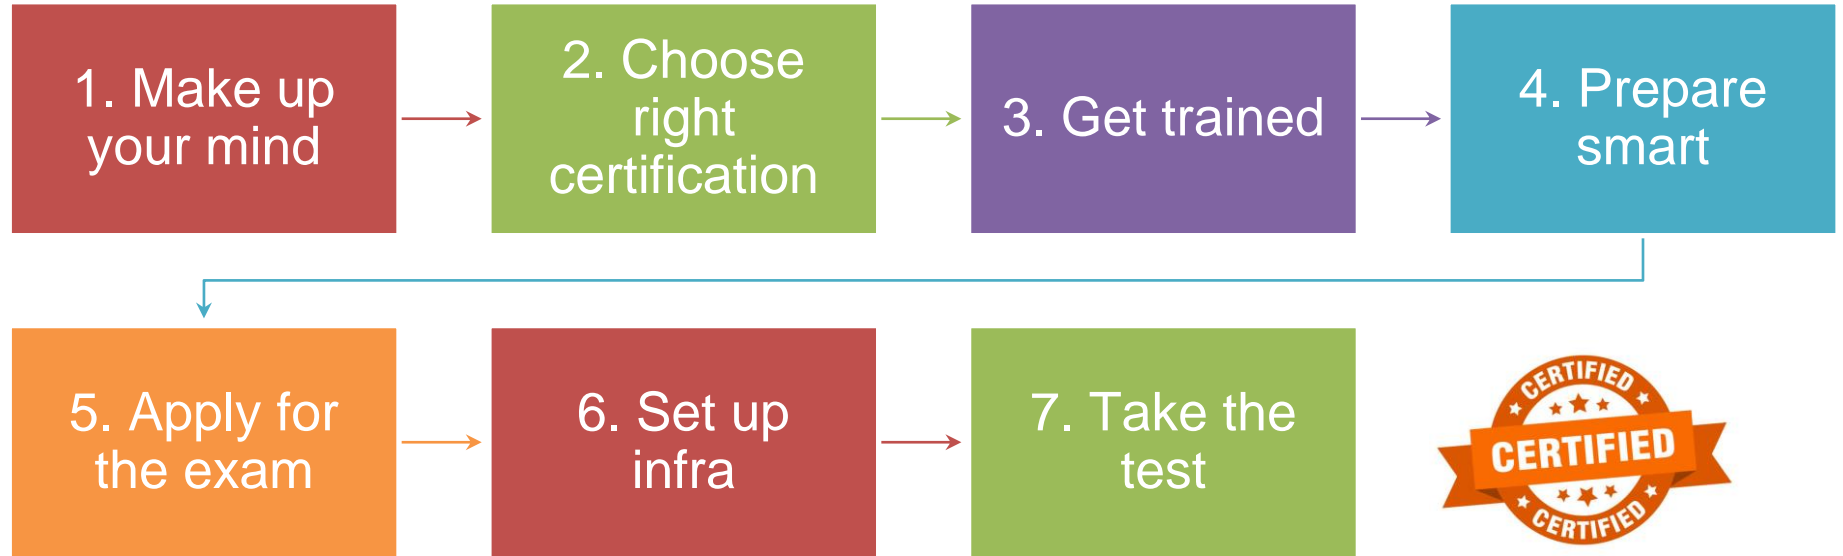 1. Make up
your mind
2. Choose
right
certification
3. Get trained
4. Prepare
smart
5. Apply for
the exam
6. Set up
infra
7. Take the
test
CERTIFIED
CERTIFIED
CERTIFIED